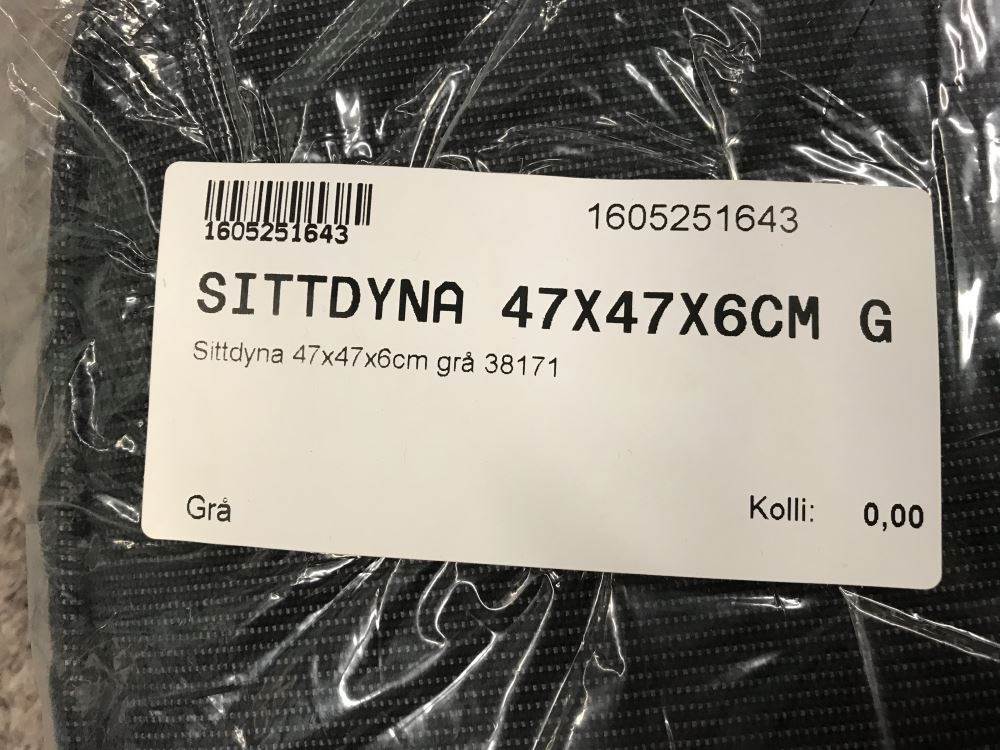 1605251643
1605251643
SITTDYNA 47X47X6CM G
Sittdyna 47x47x6cm grå 38171
Grå
Kolli: 0,00